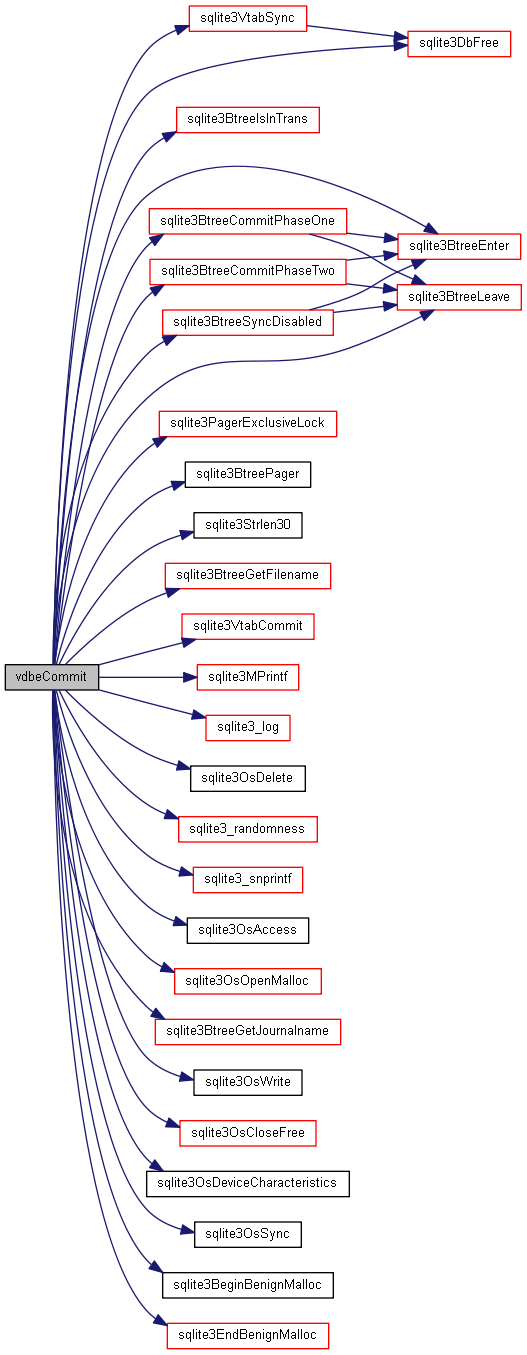 sqlite3VtabSync
sqlite3DbFree
sqlite3BtreeIsInTrans
sqlite3BtreeCommitPhaseOne
sqlite3BtreeEnter
sqlite3BtreeCommitPhaseTwo
sqlite3BtreeLeave
sqlite3BtreeSyncDisabled
sqlite3PagerExclusiveLock
sqlite3BtreePager
sqlite3Strlen30
sqlite3BtreeGetFilename
sqlite3VtabCommit
vdbeCommit
sqlite3MPrintf
sqlite3_log
sqlite3OsDelete
sqlite3_randomness
sqlite3_snprintf
sqlite3OsAccess
sqlite3OsOpenMalloc
sqlite3BtreeGetJournalname
sqlite3OsWrite
sqlite3OsCloseFree
sqlite3OsDeviceCharacteristics
sqlite3OsSync
sqlite3BeginBenignMalloc
sqlite3EndBenignMalloc